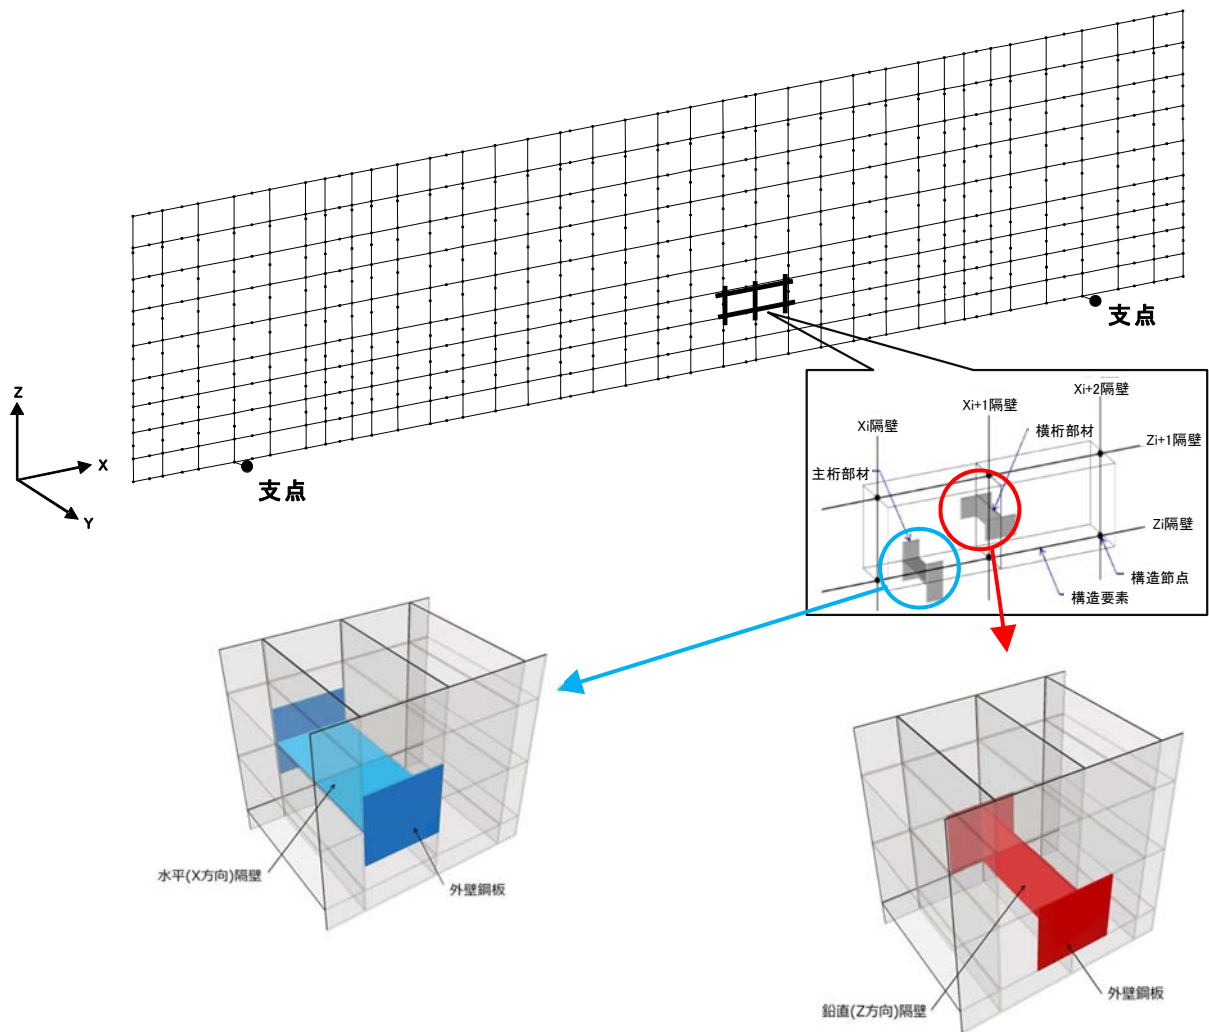 支点
Z
X
Y
支点
Xi+2隔壁
Xi+1隔壁
Xi隔壁
横桁部材
Zi+1隔壁
主桁部材
Zi隔壁
構造節点
構造要素
水平(X方向)隔壁
外壁鋼板
外壁鋼板
鉛直(Z方向)隔壁